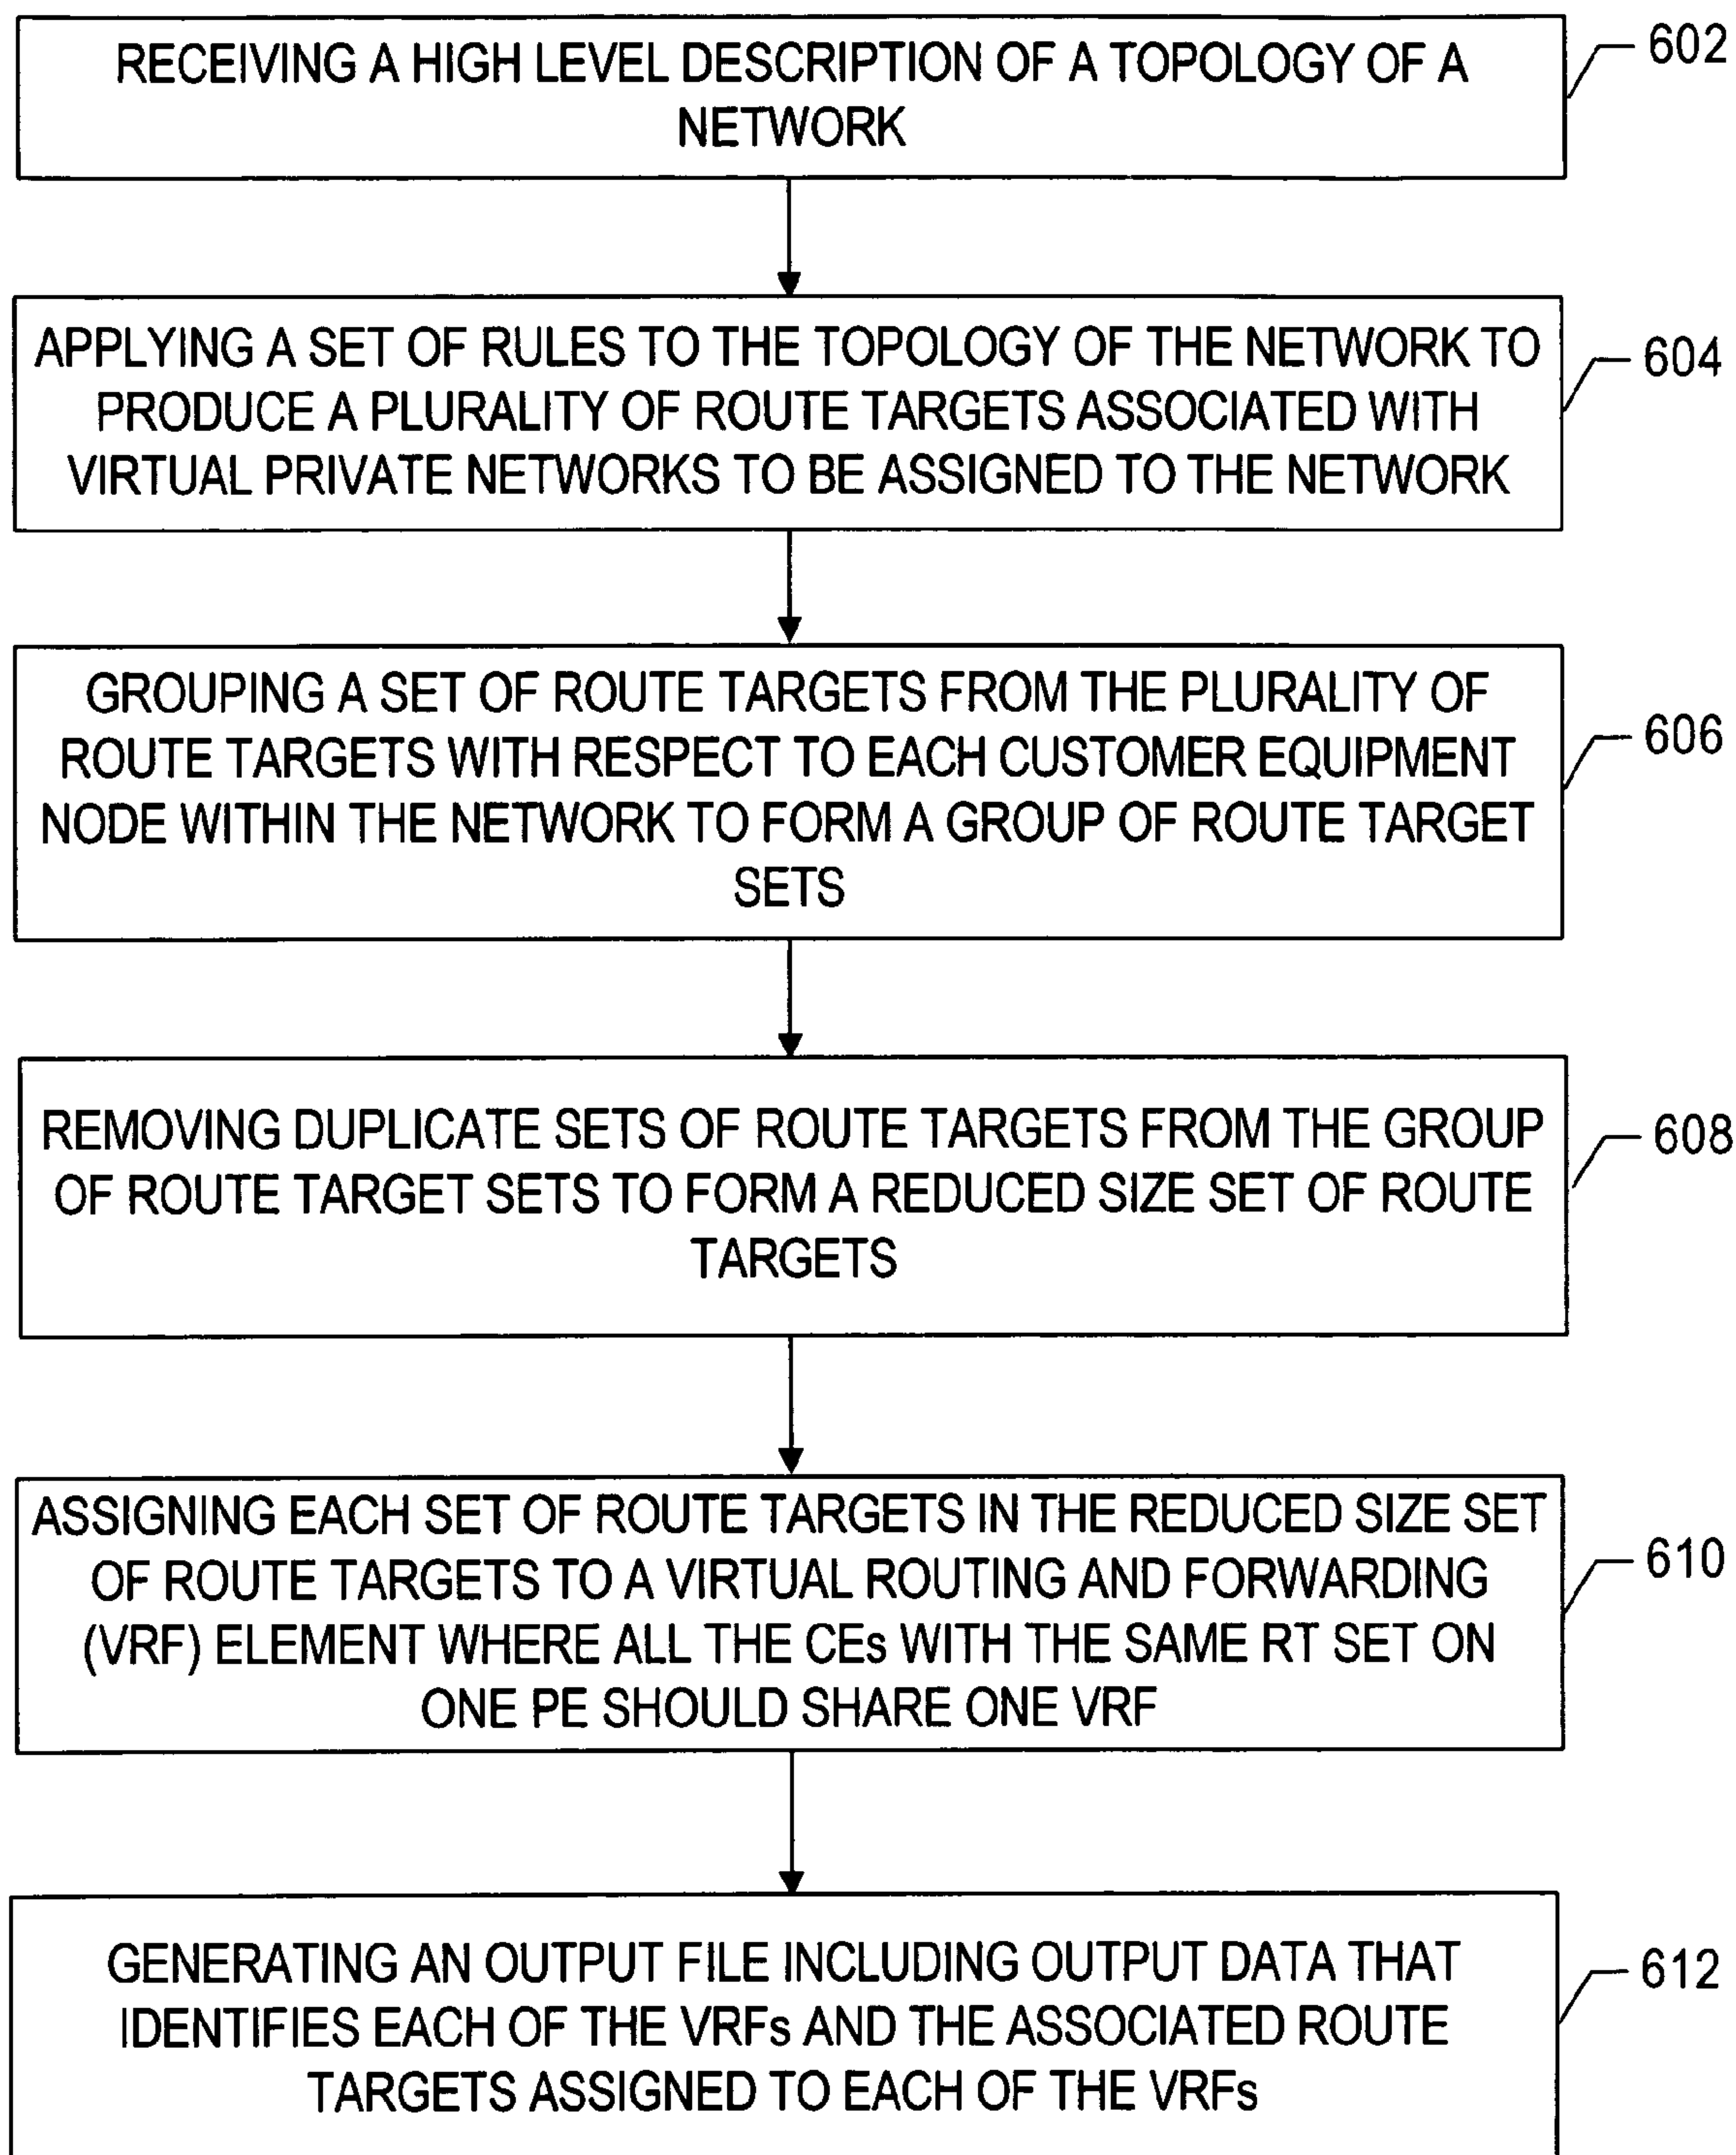 RECEIVING A HIGH LEVEL DESCRIPTION OF A TOPOLOGY OF A
NETWORK
602
APPLYING A SET OF RULES TO THE TOPOLOGY OF THE NETWORK TO
PRODUCE A PLURALITY OF ROUTE TARGETS ASSOCIATED WITH
VIRTUAL PRIVATE NETWORKS TO BE ASSIGNED TO THE NETWORK
604
GROUPING A SET OF ROUTE TARGETS FROM THE PLURALITY OF
ROUTE TARGETS WITH RESPECT TO EACH CUSTOMER EQUIPMENT
NODE WITHIN THE NETWORK TO FORM A GROUP OF ROUTE TARGET
SETS
606
REMOVING DUPLICATE SETS OF ROUTE TARGETS FROM THE GROUP
OF ROUTE TARGET SETS TO FORM A REDUCED SIZE SET OF ROUTE
TARGETS
608
ASSIGNING EACH SET OF ROUTE TARGETS IN THE REDUCED SIZE SET
OF ROUTE TARGETS TO A VIRTUAL ROUTING AND FORWARDING
(VRF) ELEMENT WHERE ALL THE CEs WITH THE SAME RT SET ON
ONE PE SHOULD SHARE ONE VRF
610
GENERATING AN OUTPUT FILE INCLUDING OUTPUT DATA THAT
IDENTIFIES EACH OF THE VRFs AND THE ASSOCIATED ROUTE
TARGETS ASSIGNED TO EACH OF THE VRFs
612